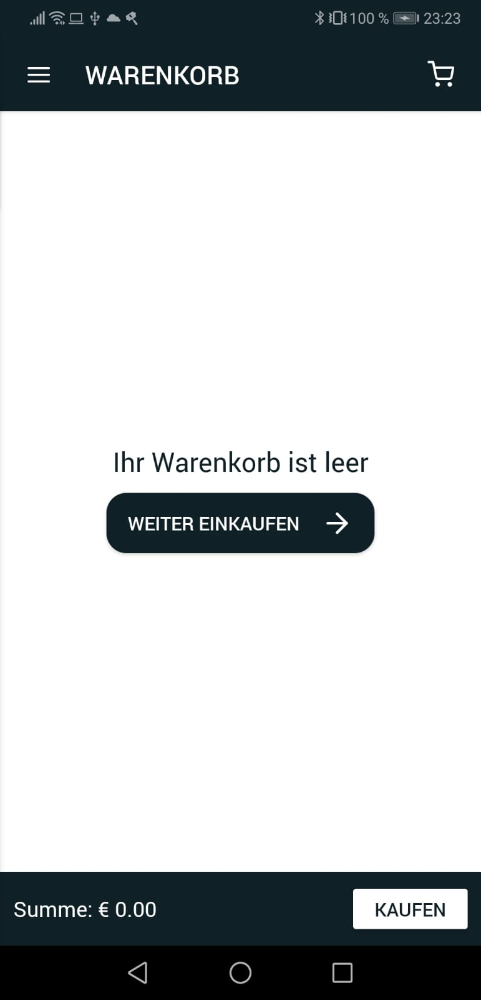 100 % 23:23
WARENKORB
Ihr Warenkorb ist leer
WEITER EINKAUFEN
Summe: € 0.00
KAUFEN